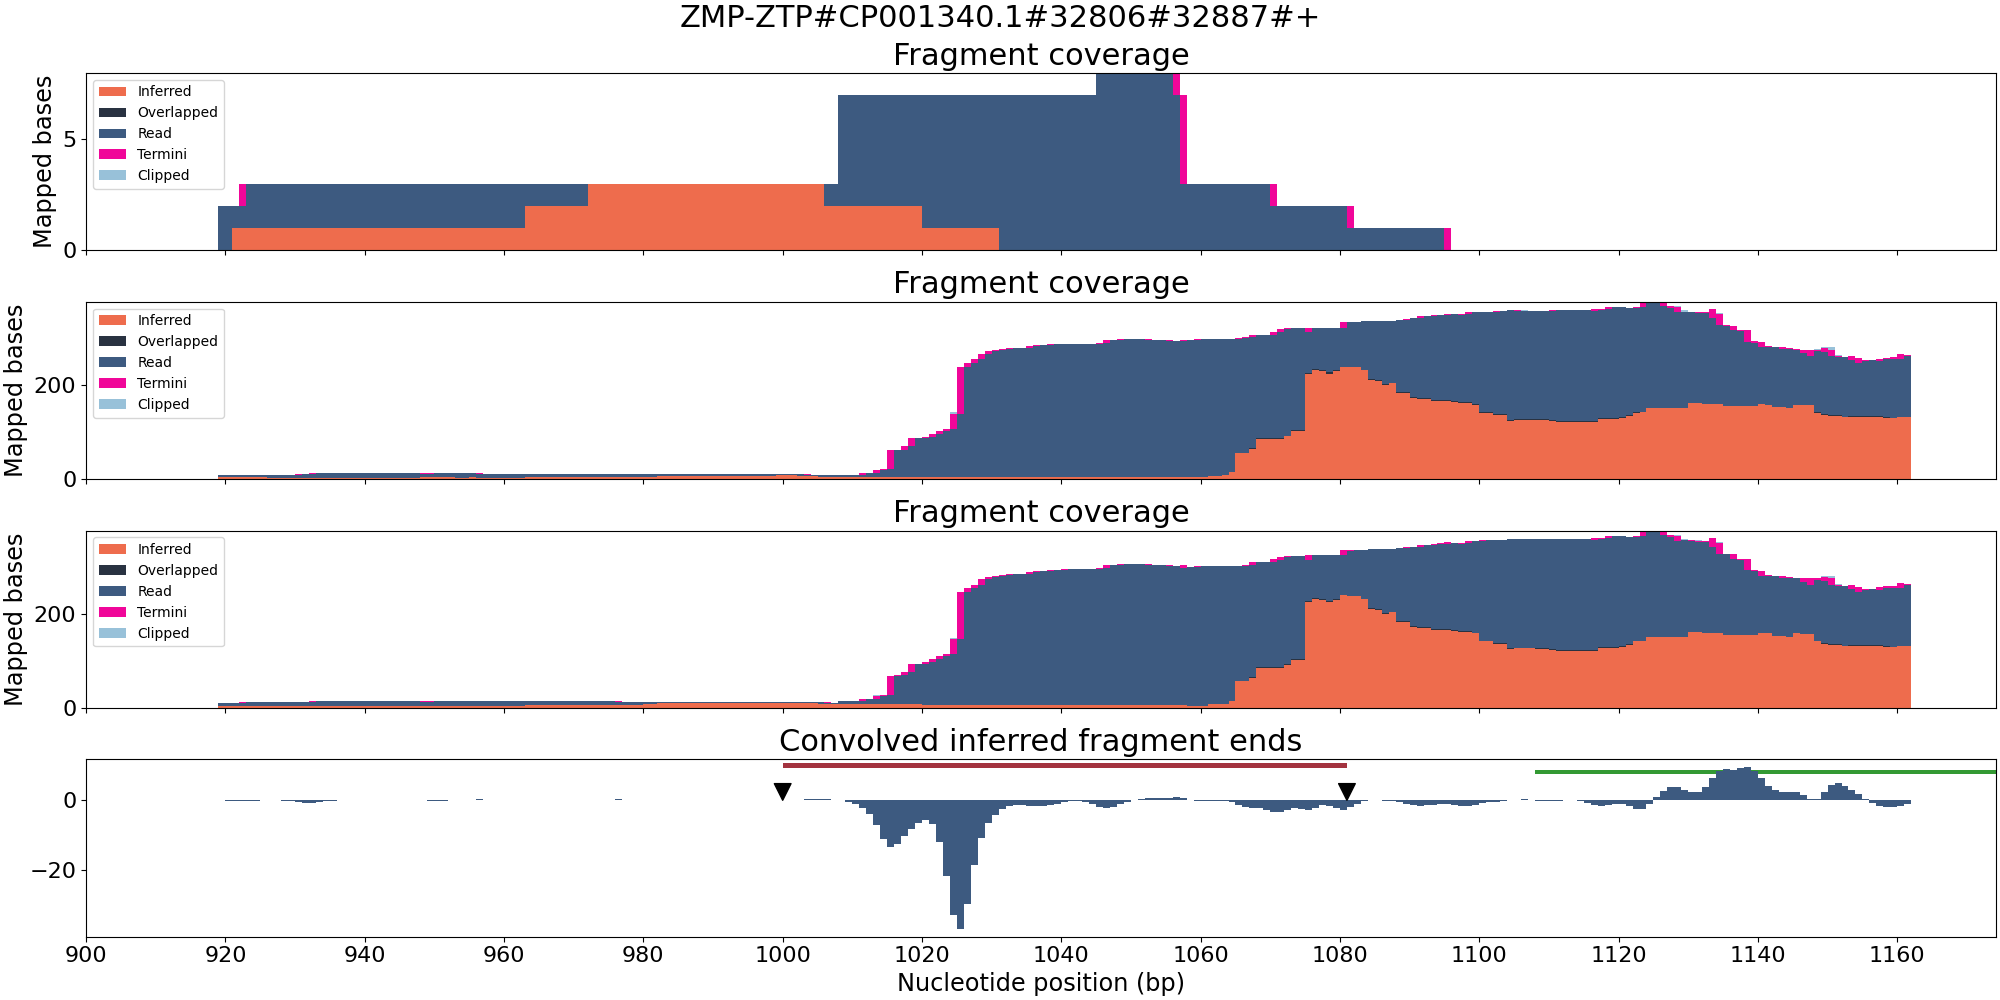 ZMP-ZTP#CP001340.1#32806#32887#+
Fragment coverage
Mapped bases
5
0
Inferred
Overlapped
Read
Termini
Clipped
Fragment coverage
Mapped bases
200
0
Inferred
Overlapped
Read
Termini
Clipped
Fragment coverage
Mapped bases
200
0
Inferred
Overlapped
Read
Termini
Clipped
Convolved inferred fragment ends
0
−20
900 920 940 960 980 1000 1020 1040 1060 1080 1100 1120 1140 1160
Nucleotide position (bp)